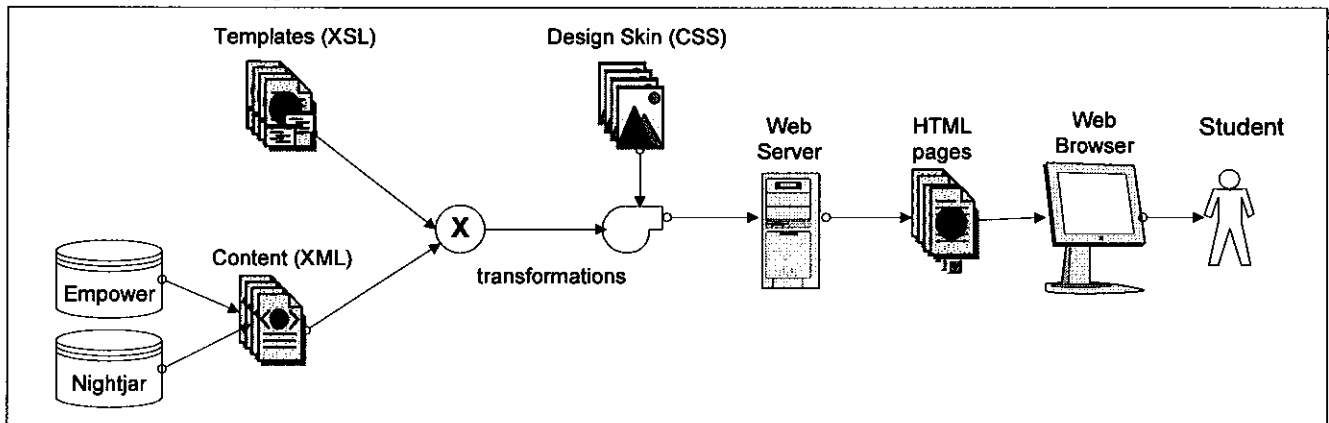 Templates (XSL)
Design Skin (CSS)
Web
Server
HTML
pages
Web
Browser
Student
X
transformations
Content (XML)
Empower
Nightjar